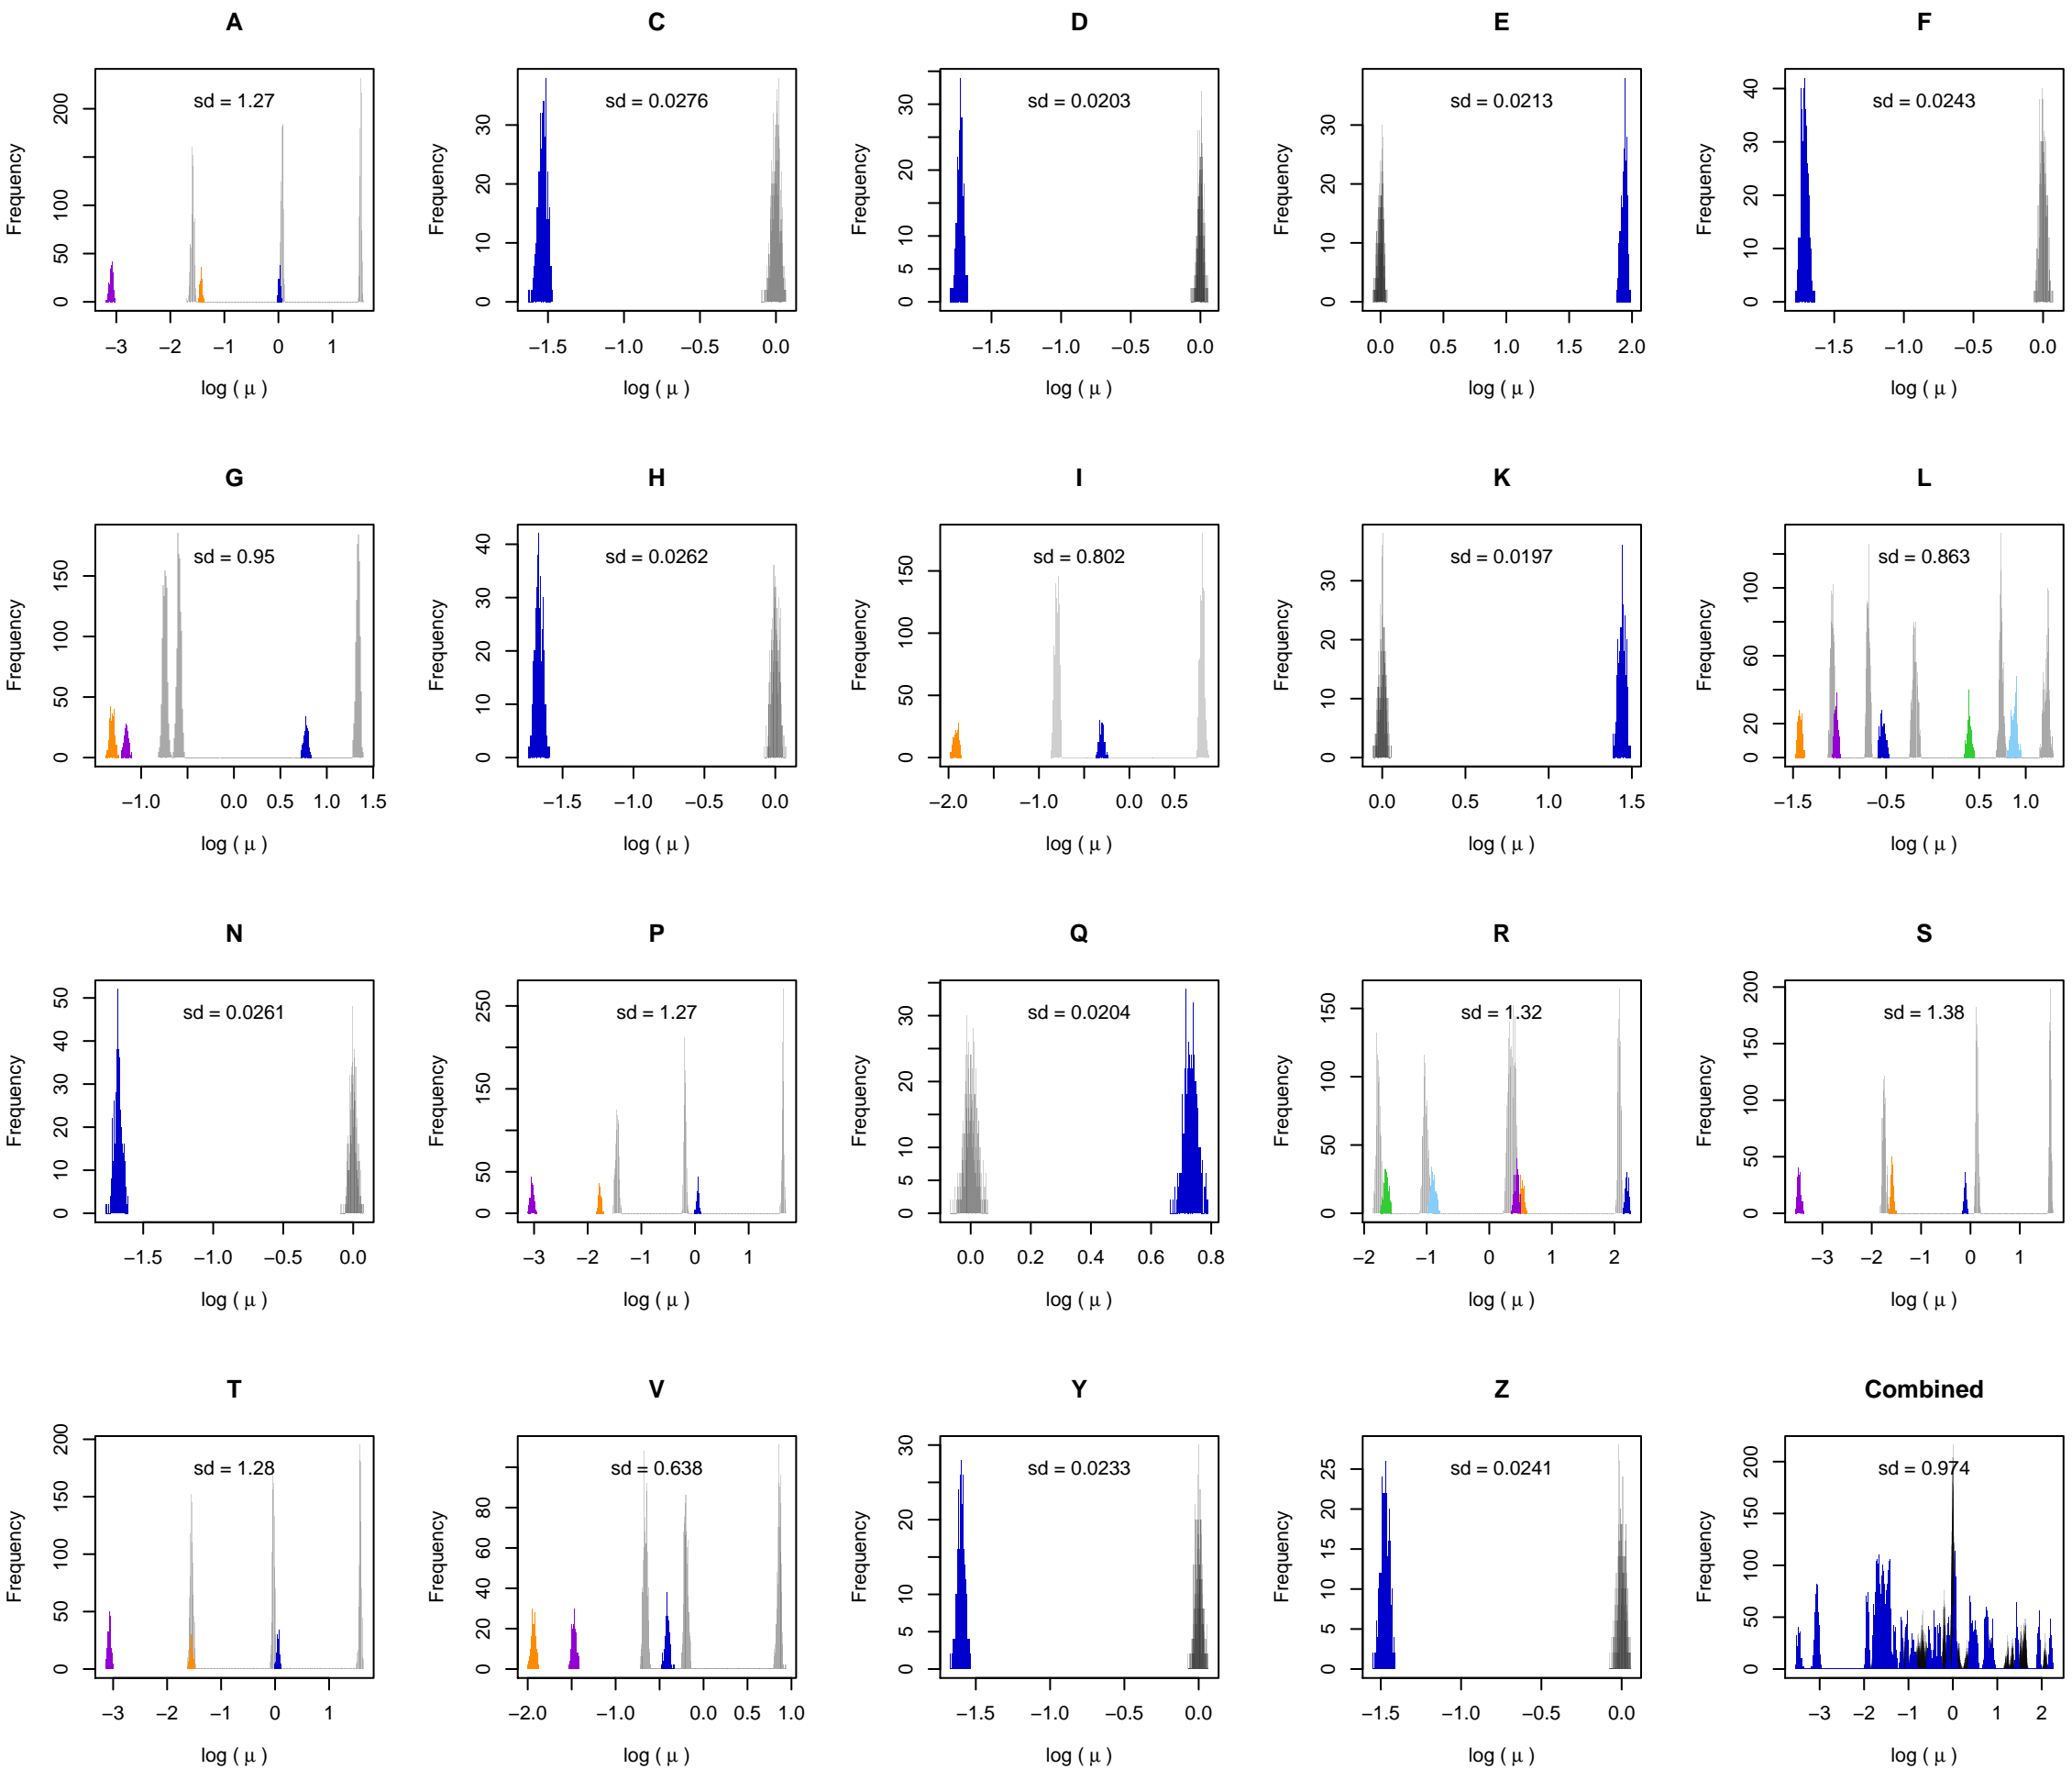 A C D E F
sd = 1.27 sd = 0.0276 sd = 0.0203 sd = 0.0213 sd = 0.0243
Frequency Frequency Frequency Frequency Frequency
0 50 100 200
0 10 20 30
0 5 10 20 30
0 10 20 30
0 10 20 30 40
−3 −2 −1 0 1
−1.5 −1.0 −0.5 0.0
−1.5 −1.0 −0.5 0.0
0.0 0.5 1.0 1.5 2.0
−1.5 −1.0 −0.5 0.0
log ( μ ) log ( μ ) log ( μ ) log ( μ ) log ( μ )
G H I K L
sd = 0.95 sd = 0.0262 sd = 0.802 sd = 0.0197 sd = 0.863
Frequency Frequency Frequency Frequency Frequency
0 50 100 150
0 10 20 30 40
0 50 100 150
0 10 20 30
0 20 60 100
−1.0 0.0 0.5 1.0 1.5
−1.5 −1.0 −0.5 0.0
−2.0 −1.0 0.0 0.5
0.0 0.5 1.0 1.5
−1.5 −0.5 0.5 1.0
log ( μ ) log ( μ ) log ( μ ) log ( μ ) log ( μ )
N P Q R S
sd = 0.0261 sd = 1.27 sd = 0.0204 sd = 1.32 sd = 1.38
Frequency Frequency Frequency Frequency Frequency
0 10 20 30 40 50
0 50 150 250
0 5 10 20 30
0 50 100 150
0 50 100 150 200
−1.5 −1.0 −0.5 0.0
−3 −2 −1 0 1
0.0 0.2 0.4 0.6 0.8
−2 −1 0 1 2
−3 −2 −1 0 1
log ( μ ) log ( μ ) log ( μ ) log ( μ ) log ( μ )
T V Y Z Combined
sd = 1.28 sd = 0.638 sd = 0.0233 sd = 0.0241 sd = 0.974
Frequency Frequency Frequency Frequency Frequency
0 50 100 150 200
0 20 40 60 80
0 5 10 20 30
0 5 10 15 20 25
0 50 100 150 200
−3 −2 −1 0 1
−2.0 −1.0 0.0 0.5 1.0
−1.5 −1.0 −0.5 0.0
−1.5 −1.0 −0.5 0.0
−3 −2 −1 0 1 2
log ( μ ) log ( μ ) log ( μ ) log ( μ ) log ( μ )